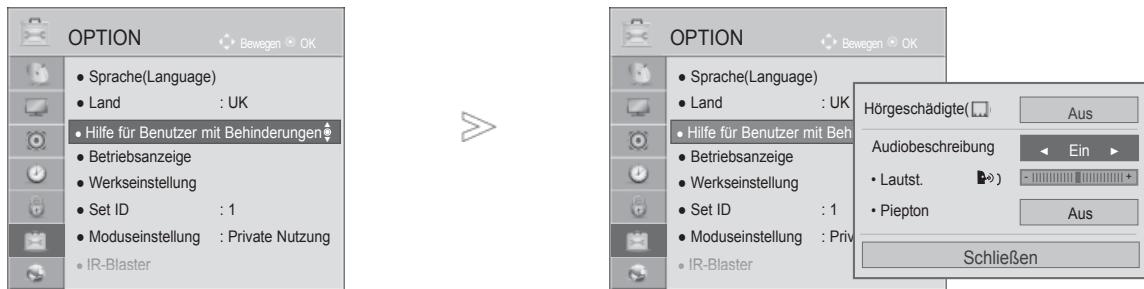 OPTION
Bewegen OK
● Sprache(Language)
● Land : UK
● Hilfe für Benutzer mit Behinderungen
● Betriebsanzeige
● Werkseinstellung
● Set ID : 1
● Moduseinstellung : Private Nutzung
● IR-Blaster
OPTION
Bewegen OK
● Sprache(Language)
● Land : UK
● Hilfe für Benutzer mit Beh
● Betriebsanzeige
● Werkseinstellung
● Set ID : 1
● Moduseinstellung : Priv
● IR-Blaster
Hörgeschädigte( Aus
Audiobeschreibung ◄ Ein ►
• Lautst. ) - +
• Piepton Aus
Schließen